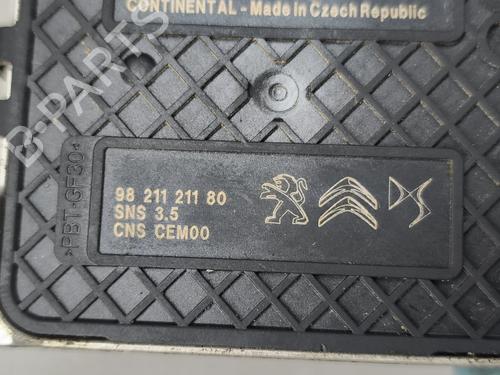 CONTINENTAL - Made in Czech Republic
98 211 211 80
SNS 3.5
CNS CEM00
>PBT-GF30<
B-PARTS